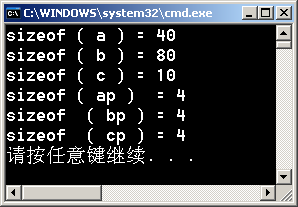 C:\WINDOWS\system32\cmd.exe
sizeof ( a ) = 40
sizeof ( b ) = 80
sizeof ( c ) = 10
sizeof  ( ap )  = 4
sizeof  ( bp ) = 4
sizeof  ( cp ) = 4
请按任意键继续. . .